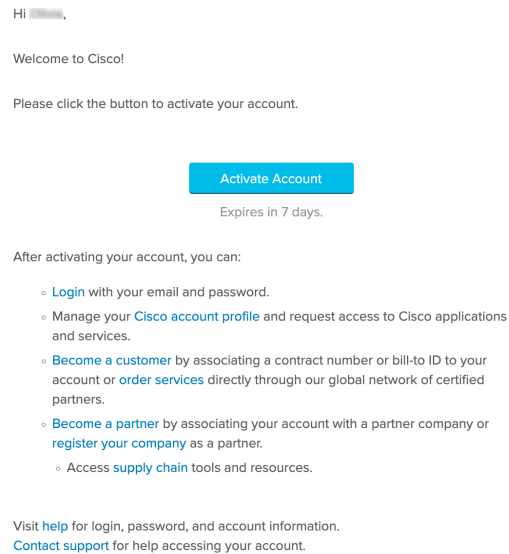 Hi ,
Welcome to Cisco!
Please click the button to activate your account.
Activate Account
Expires in 7 days.
After activating your account, you can:
Login with your email and password.
Manage your Cisco account profile and request access to Cisco applications
and services.
Become a customer by associating a contract number or bill-to ID to your
account or order services directly through our global network of certified
partners.
Become a partner by associating your account with a partner company or
register your company as a partner.
Access supply chain tools and resources.
Visit help for login, password, and account information.
Contact support for help accessing your account.